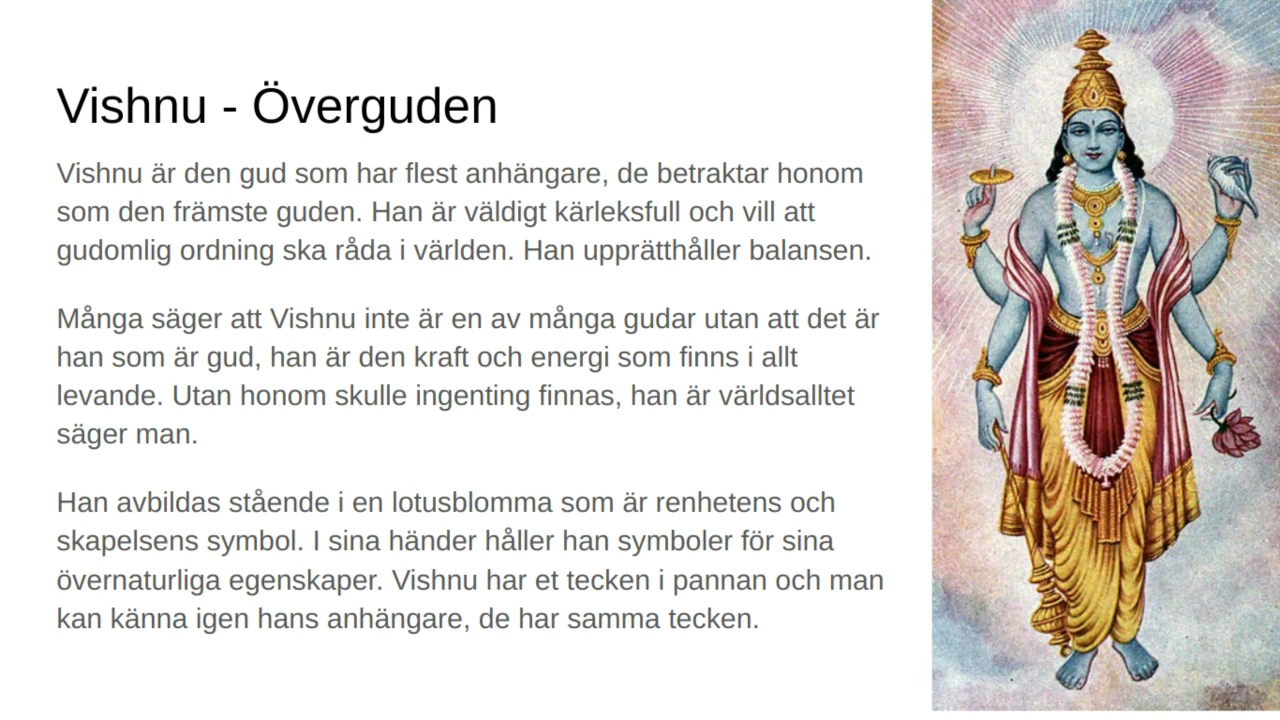 Vishnu - Överguden
Vishnu är den gud som har flest anhängare, de betraktar honom
som den främste guden. Han är väldigt kärleksfull och vill att
gudomlig ordning ska råda i världen. Han upprätthåller balansen.
Många säger att Vishnu inte är en av många gudar utan att det är
han som är gud, han är den kraft och energi som finns i allt
levande. Utan honom skulle ingenting finnas, han är världsalltet
säger man.
Han avbildas stående i en lotusblomma som är renhetens och
skapelsens symbol. I sina händer håller han symboler för sina
övernaturliga egenskaper. Vishnu har et tecken i pannan och man
kan känna igen hans anhängare, de har samma tecken.